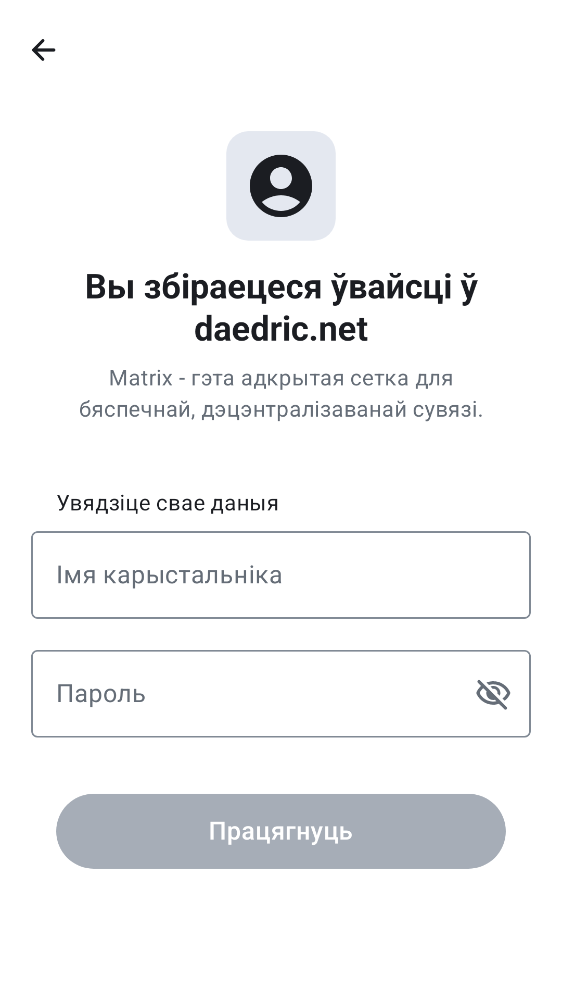 Вы збіраецеся ўвайсці ў
daedric.net
Matrix - гэта адкрытая сетка для
бяспечнай, дэцэнтралізаванай сувязі.
Увядзіце свае даныя
Імя карыстальніка
Пароль
Працягнуць